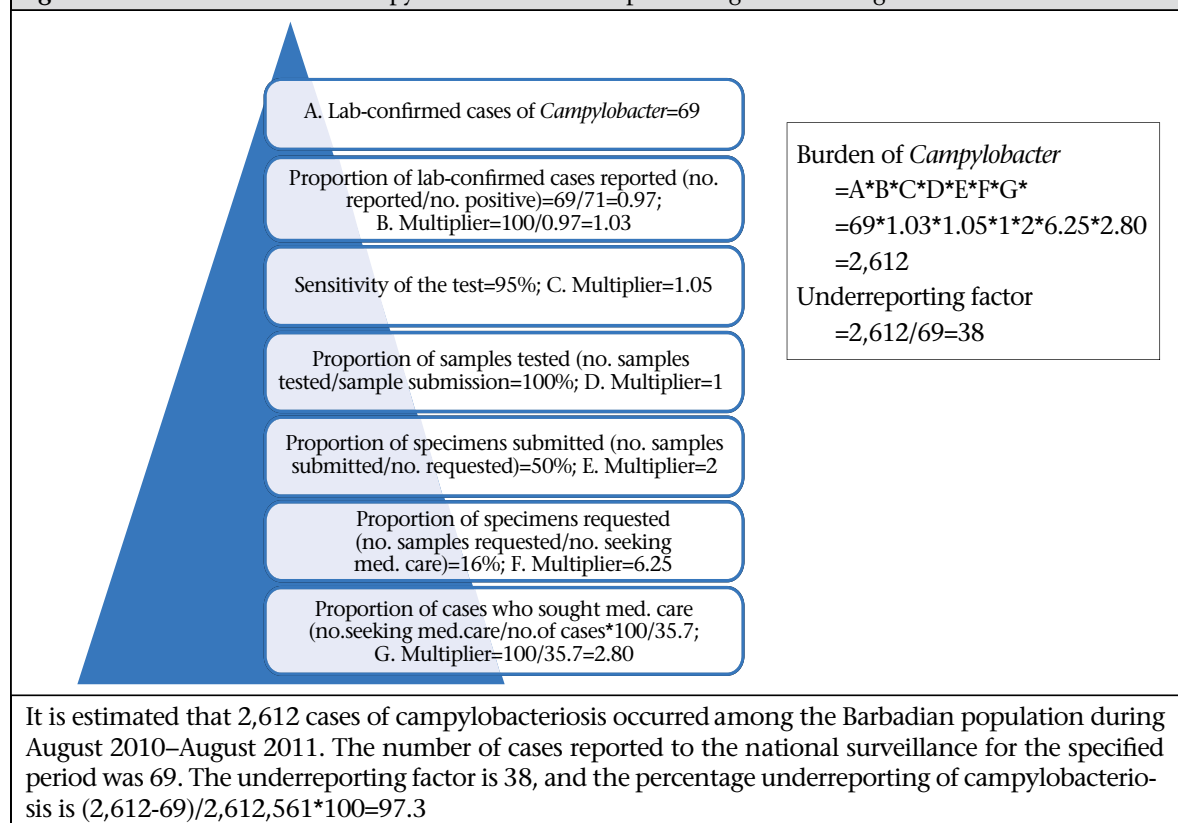 A. Lab-confirmed cases of Campylobacter=69
Proportion of lab-confirmed cases reported (no.
reported/no. positive)=69/71=0.97;
B. Multiplier=100/0.97=1.03
Sensitivity of the test=95%; C. Multiplier=1.05
Proportion of samples tested (no. samples
tested/sample submission=100%; D. Multiplier=1
Proportion of specimens submitted (no. samples
submitted/no. requested)=50%; E. Multiplier=2
Proportion of specimens requested
(no. samples requested/no. seeking
med. care)=16%; F. Multiplier=6.25
Proportion of cases who sought med. care
(no.seeking med.care/no.of cases*100/35.7;
G. Multiplier=100/35.7=2.80
Burden of Campylobacter
=A*B*C*D*E*F*G*
=69*1.03*1.05*1*2*6.25*2.80
=2,612
Underreporting factor
=2,612/69=38
It is estimated that 2,612 cases of campylobacteriosis occurred among the Barbadian population during
August 2010–August 2011. The number of cases reported to the national surveillance for the specified
period was 69. The underreporting factor is 38, and the percentage underreporting of campylobacterio-
sis is (2,612-69)/2,612,561*100=97.3